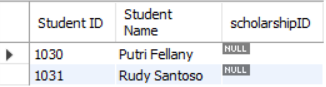 Student ID Student Name scholarshipID
1030 Putri Fellany NULL
1031 Rudy Santoso NULL